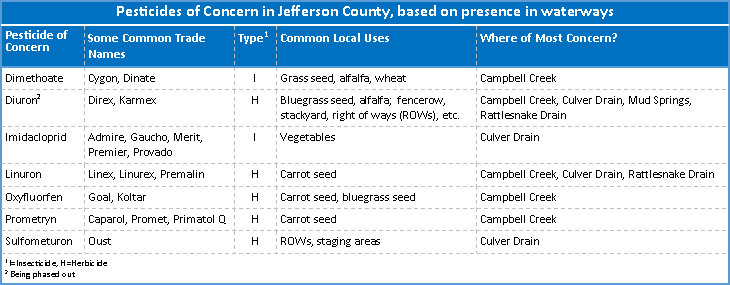 Pesticides of Concern in Jefferson County, based on presence in waterways
Pesticide of Concern Some Common Trade Names Type1 Common Local Uses Where of Most Concern?
Dimethoate Cygon, Dinate I Grass seed, alfalfa, wheat Campbell Creek
Diuron2 Direx, Karmex H Bluegrass seed, alfalfa; fencerow, stackyard, right of ways (ROWs), etc. Campbell Creek, Culver Drain, Mud Springs, Rattlesnake Drain
Imidacloprid Admire, Gaucho, Merit, Premier, Provado I Vegetables Culver Drain
Linuron Linex, Linurex, Premalin H Carrot seed Campbell Creek, Culver Drain, Rattlesnake Drain
Oxyfluorfen Goal, Koltar H Carrot seed, bluegrass seed Campbell Creek
Prometryn Caparol, Promet, Primatol Q H Carrot seed Campbell Creek
Sulfometuron Oust H ROWs, staging areas Culver Drain
1 I=Insecticide, H=Herbicide
2 Being phased out